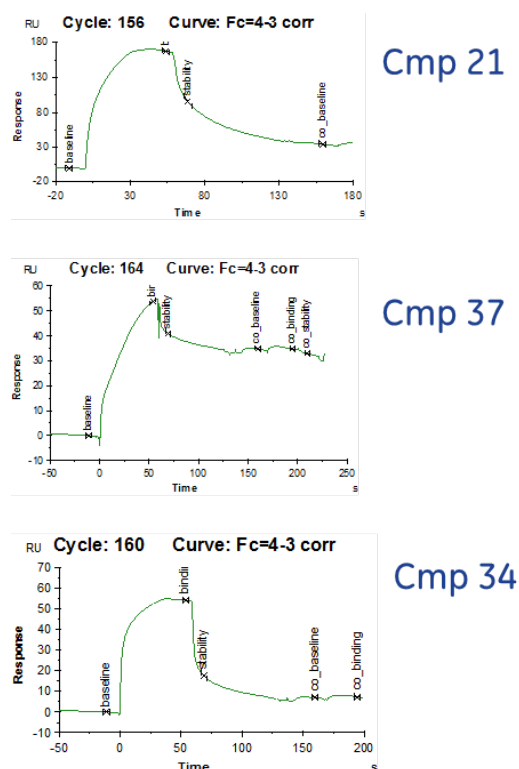 RU Cycle: 156 Curve: Fc=4-3 corr
Cmp 21
180
130
80
30
-20
Response
baseline
stability
co_baseline
-20 30 80 130 180
Time s
RU Cycle: 164 Curve: Fc=4-3 corr
Cmp 37
60
50
40
30
20
10
0
-10
Response
baseline
bir
stability
co_baseline
co_binding
co_stability
-50 0 50 100 150 200 250
Time s
RU Cycle: 160 Curve: Fc=4-3 corr
Cmp 34
70
60
50
40
30
20
10
0
-10
Response
baseline
bindii
stability
co_baseline
co_binding
-50 0 50 100 150 200
Time s